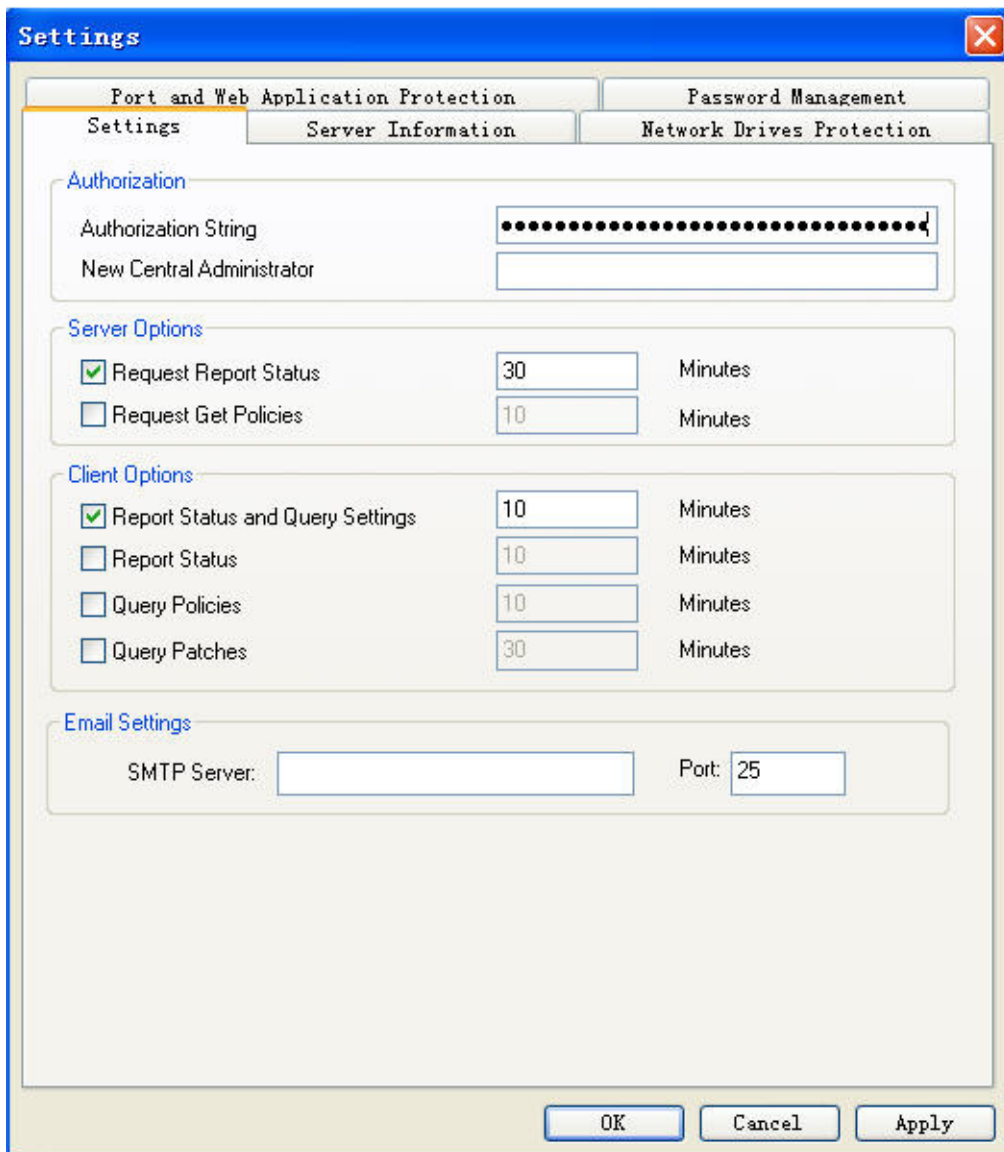 Settings
Port and Web Application Protection Password Management
Settings Server Information Network Drives Protection
Authorization
Authorization String ••••••••••••••••••••••••••••••••
New Central Administrator
Server Options
Request Report Status 30 Minutes
Request Get Policies 10 Minutes
Client Options
Report Status and Query Settings 10 Minutes
Report Status 10 Minutes
Query Policies 10 Minutes
Query Patches 30 Minutes
Email Settings
SMTP Server: Port: 25
OK Cancel Apply